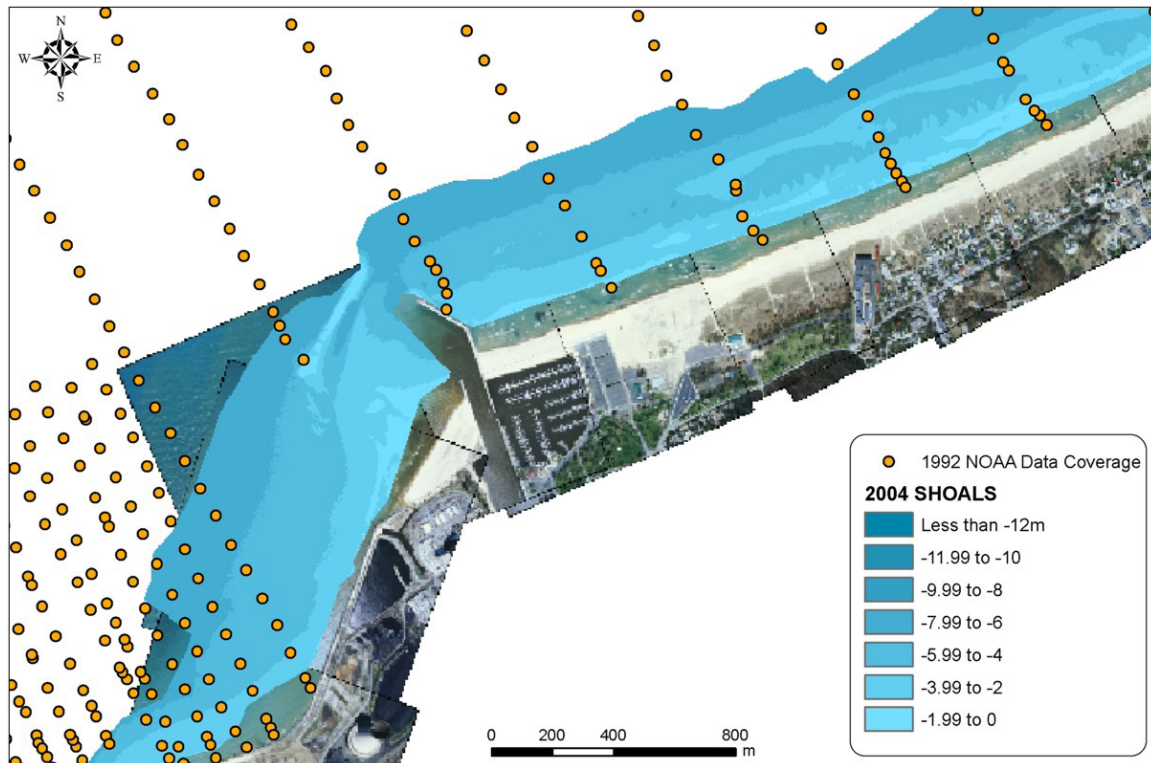 N
W E
S
1992 NOAA Data Coverage
2004 SHOALS
Less than -12m
-11.99 to -10
-9.99 to -8
-7.99 to -6
-5.99 to -4
-3.99 to -2
-1.99 to 0
0 200 400 800
m